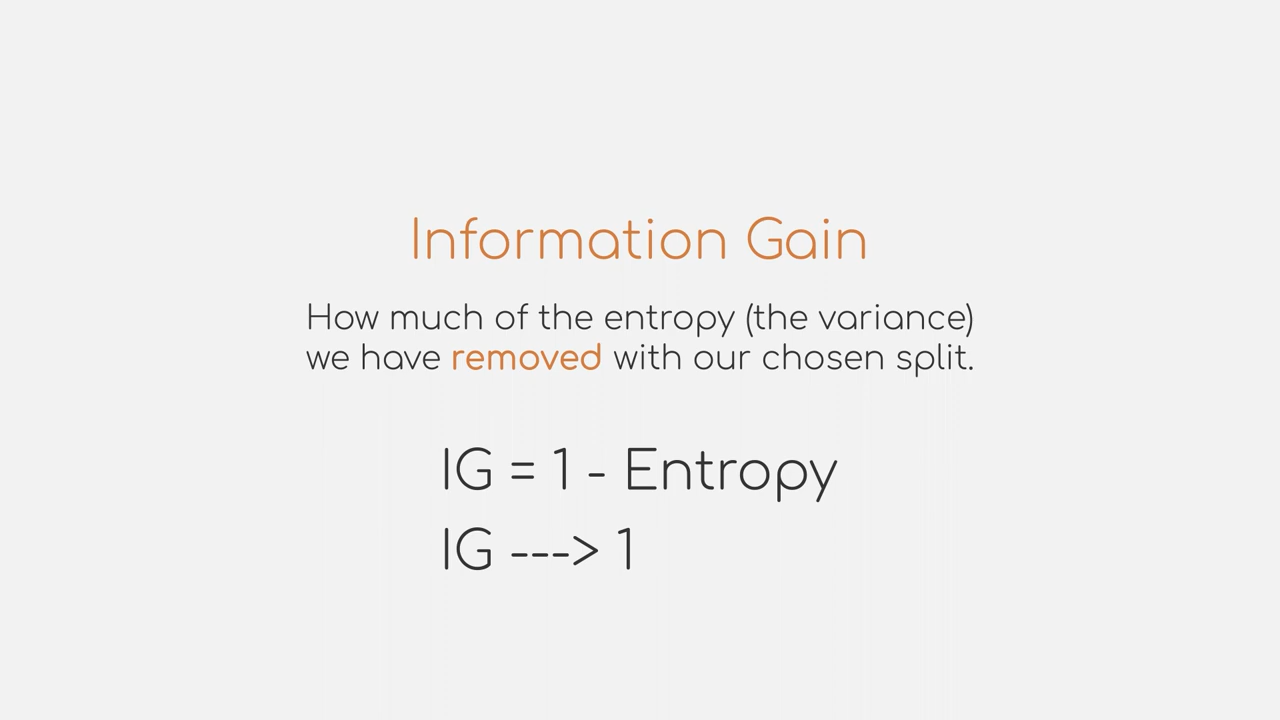 Information Gain
How much of the entropy (the variance)
we have removed with our chosen split.
IG = 1 - Entropy
IG ---> 1